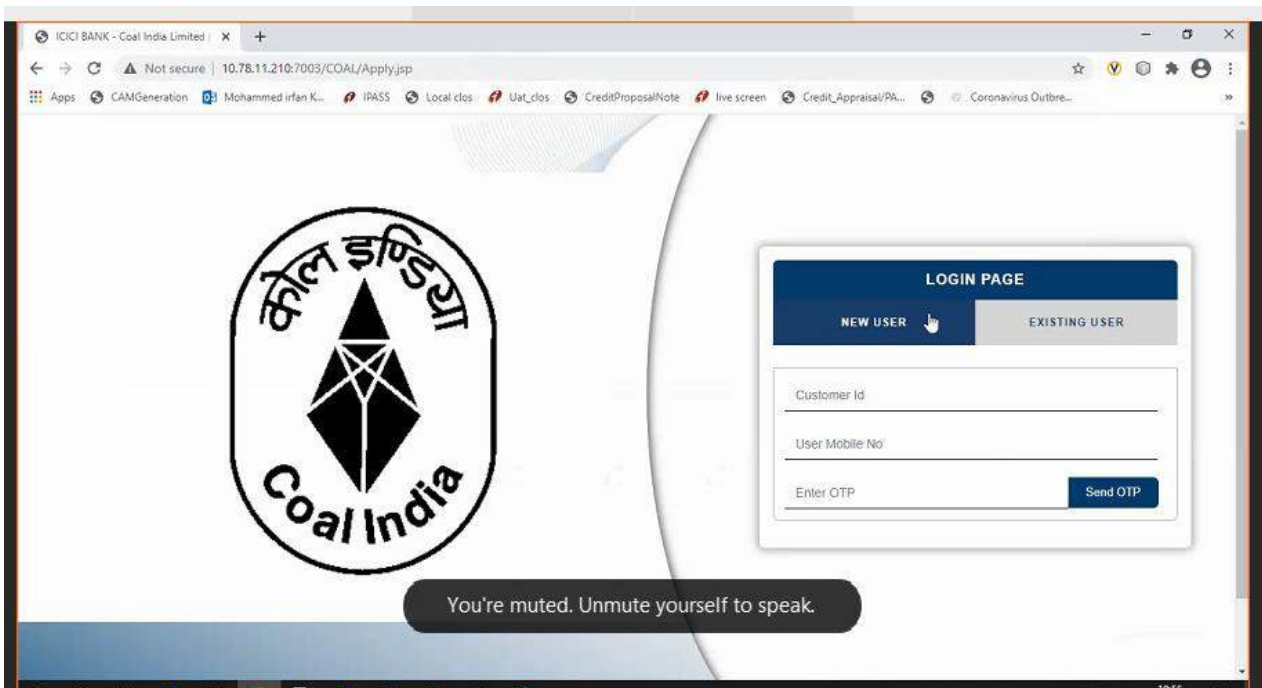 ICICI BANK - Coal India Limited |
Not secure | 10.78.11.210:7003/COAL/Apply.jsp
Apps CAMGeneration Mohammed irfan K... IPASS Local clos Uat_clos CreditProposalNote live screen Credit_Appraisal/PA... Coronavirus Outbre... »
कोल इण्डिया
Coal India
LOGIN PAGE
NEW USER EXISTING USER
Customer Id
User Mobile No
Enter OTP Send OTP
You're muted. Unmute yourself to speak.